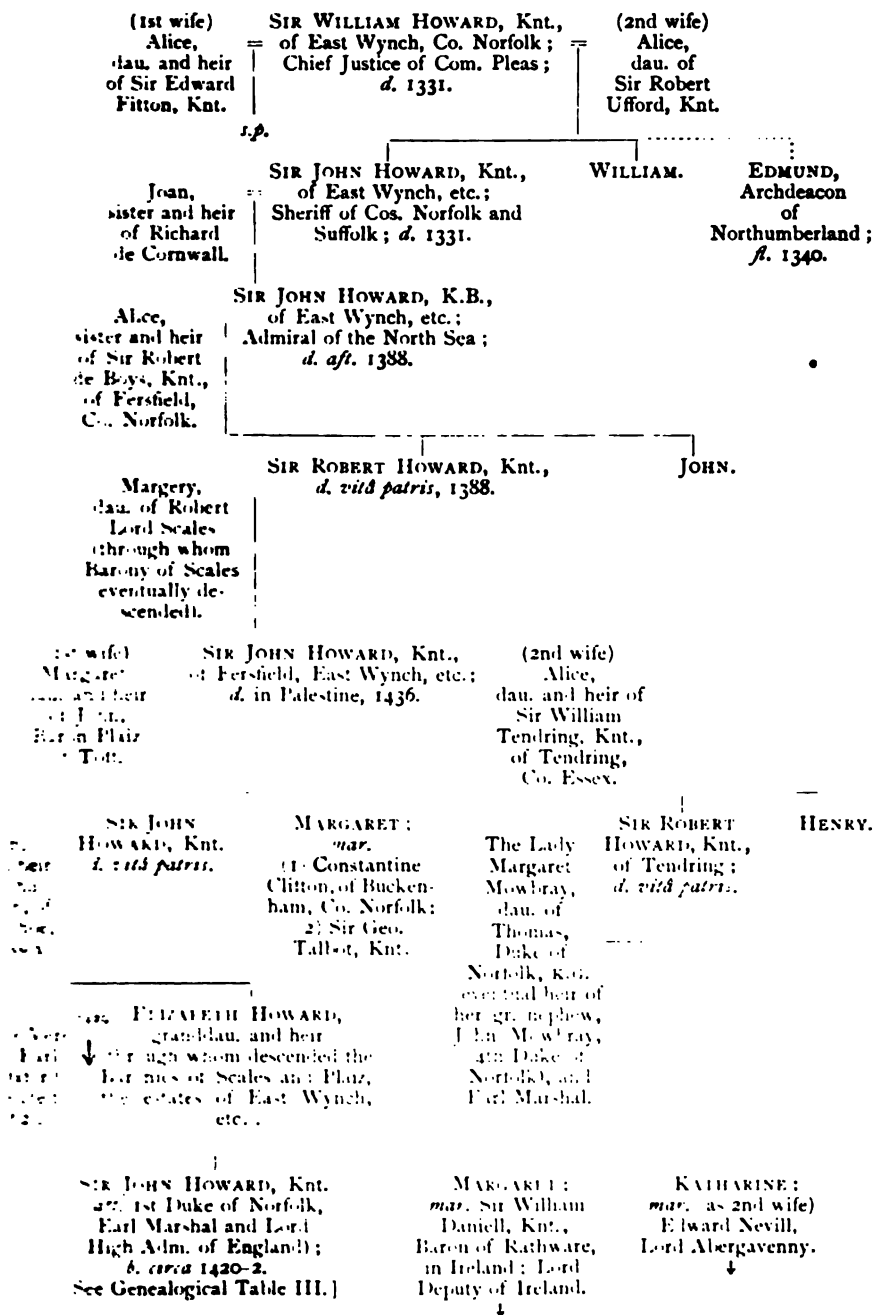 (1st wife)
Alice,
dau. and heir
of Sir Edward
Fitton, Knt.
=
SIR WILLIAM HOWARD, Knt.,
of East Wynch, Co. Norfolk;
Chief Justice of Com. Pleas;
d. 1331.
=
(2nd wife)
Alice,
dau. of
Sir Robert
Ufford, Knt.
s.p.
Joan,
sister and heir
of Richard
de Cornwall.
=
SIR JOHN HOWARD, Knt.,
of East Wynch, etc.;
Sheriff of Cos. Norfolk and
Suffolk; d. 1331.
WILLIAM.
EDMUND,
Archdeacon
of
Northumberland;
fl. 1340.
Alice,
sister and heir
of Sir Robert
de Boys, Knt.,
of Fersfield,
Co. Norfolk.
SIR JOHN HOWARD, K.B.,
of East Wynch, etc.;
Admiral of the North Sea;
d. aft. 1388.
Margery,
dau. of Robert
Lord Scales
(through whom
Barony of Scales
eventually de-
scended).
SIR ROBERT HOWARD, Knt.,
d. vitâ patris, 1388.
JOHN.
wife)
Margaret
and heir
Plaiz
Toft.
SIR JOHN HOWARD, Knt.,
of Fersfield, East Wynch, etc.;
d. in Palestine, 1436.
(2nd wife)
Alice,
dau. and heir of
Sir William
Tendring, Knt.,
of Tendring,
Co. Essex.
SIR JOHN
HOWARD, Knt.
d. vitâ patris.
MARGARET;
mar.
(1) Constantine
Clifton, of Bucken-
ham, Co. Norfolk;
2) Sir Geo.
Talbot, Knt.
The Lady
Margaret
Mowbray,
dau. of
Thomas,
Duke of
Norfolk, K.G.
eventual heir of
her gr. nephew,
John Mowbray,
4th Duke of
Norfolk), and
Earl Marshal.
SIR ROBERT
HOWARD, Knt.,
of Tendring;
d. vitâ patris.
HENRY.
ELIZABETH HOWARD,
granddau. and heir
through whom descended the
Baronies of Scales and Plaiz,
the estates of East Wynch,
etc.
SIR JOHN HOWARD, Knt.
1st Duke of Norfolk,
Earl Marshal and Lord
High Adm. of England);
b. circa 1420-2.
See Genealogical Table III.]
MARGARET;
mar. Sir William
Daniell, Knt.,
Baron of Rathware,
in Ireland; Lord
Deputy of Ireland.
KATHARINE;
mar. as 2nd wife)
Edward Nevill,
Lord Abergavenny.